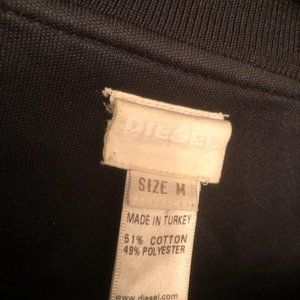 DIESEL
SIZE M
MADE IN TURKEY
51% COTTON
49% POLYESTER
www.diesel.com